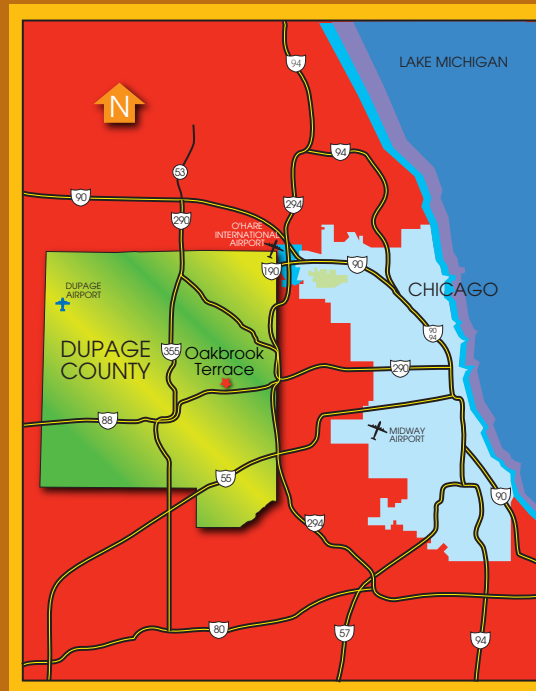 94
LAKE MICHIGAN
N
94
53
90
294
290
O'HARE
INTERNATIONAL
AIRPORT
190
90
DUPAGE
AIRPORT
CHICAGO
90
94
DUPAGE
COUNTY
355
Oakbrook
Terrace
290
88
MIDWAY
AIRPORT
55
90
294
80
57
94